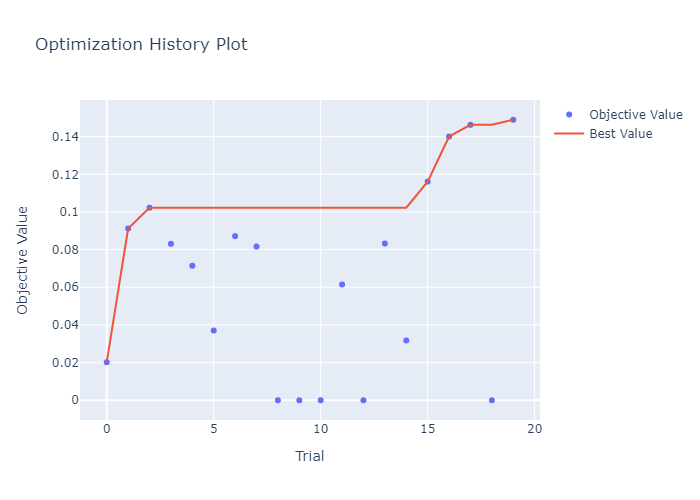 Optimization History Plot
Objective Value
Best Value
0.14
0.12
0.1
0.08
0.06
0.04
0.02
0
Objective Value
0
5
10
15
20
Trial